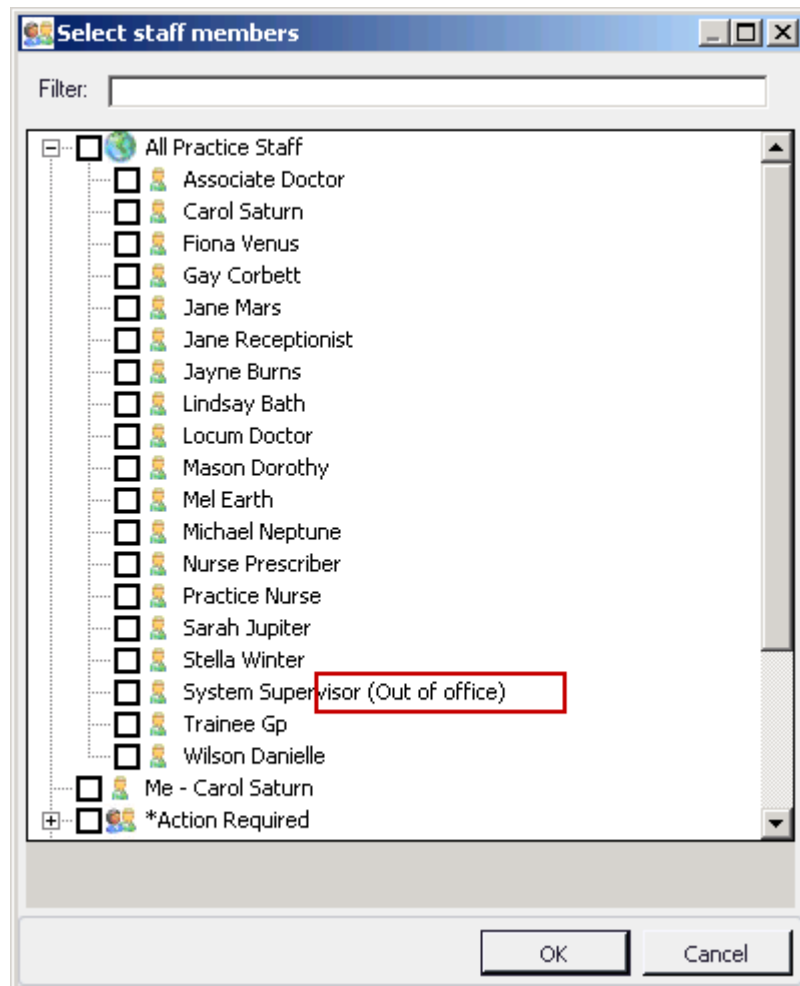 Select staff members
Filter:
All Practice Staff
Associate Doctor
Carol Saturn
Fiona Venus
Gay Corbett
Jane Mars
Jane Receptionist
Jayne Burns
Lindsay Bath
Locum Doctor
Mason Dorothy
Mel Earth
Michael Neptune
Nurse Prescriber
Practice Nurse
Sarah Jupiter
Stella Winter
System Supervisor (Out of office)
Trainee Gp
Wilson Danielle
Me - Carol Saturn
*Action Required
OK Cancel